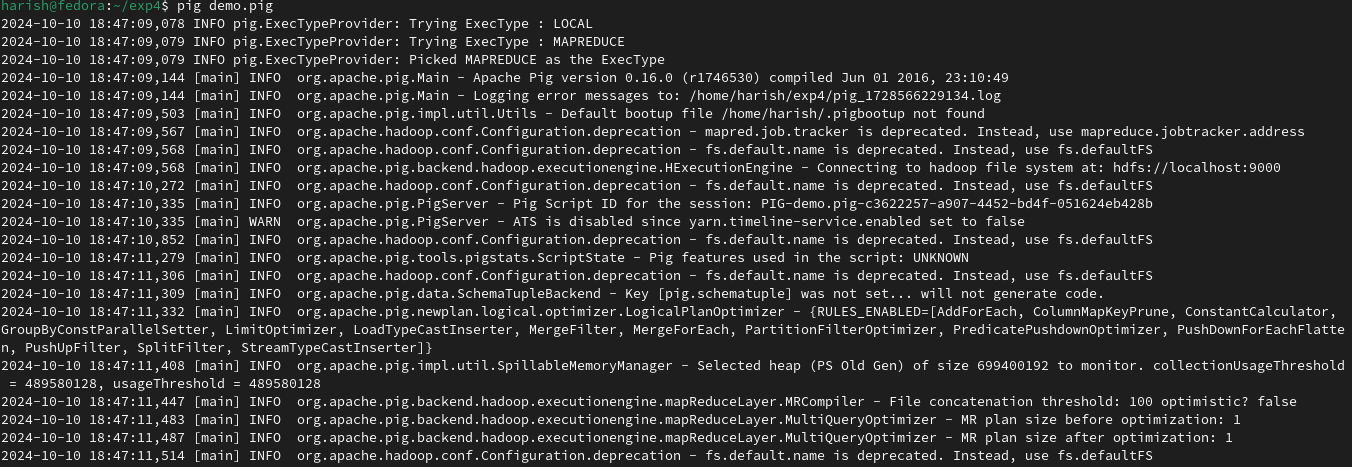 harish@fedora:~/exp4$ pig demo.pig
2024-10-10 18:47:09,078 INFO pig.ExecTypeProvider: Trying ExecType : LOCAL
2024-10-10 18:47:09,079 INFO pig.ExecTypeProvider: Trying ExecType : MAPREDUCE
2024-10-10 18:47:09,079 INFO pig.ExecTypeProvider: Picked MAPREDUCE as the ExecType
2024-10-10 18:47:09,144 [main] INFO  org.apache.pig.Main - Apache Pig version 0.16.0 (r1746530) compiled Jun 01 2016, 23:10:49
2024-10-10 18:47:09,144 [main] INFO  org.apache.pig.Main - Logging error messages to: /home/harish/exp4/pig_1728566229134.log
2024-10-10 18:47:09,503 [main] INFO  org.apache.pig.impl.util.Utils - Default bootup file /home/harish/.pigbootup not found
2024-10-10 18:47:09,567 [main] INFO  org.apache.hadoop.conf.Configuration.deprecation - mapred.job.tracker is deprecated. Instead, use mapreduce.jobtracker.address
2024-10-10 18:47:09,568 [main] INFO  org.apache.hadoop.conf.Configuration.deprecation - fs.default.name is deprecated. Instead, use fs.defaultFS
2024-10-10 18:47:09,568 [main] INFO  org.apache.pig.backend.hadoop.executionengine.HExecutionEngine - Connecting to hadoop file system at: hdfs://localhost:9000
2024-10-10 18:47:10,272 [main] INFO  org.apache.hadoop.conf.Configuration.deprecation - fs.default.name is deprecated. Instead, use fs.defaultFS
2024-10-10 18:47:10,335 [main] INFO  org.apache.pig.PigServer - Pig Script ID for the session: PIG-demo.pig-c3622257-a907-4452-bd4f-051624eb428b
2024-10-10 18:47:10,335 [main] WARN  org.apache.pig.PigServer - ATS is disabled since yarn.timeline-service.enabled set to false
2024-10-10 18:47:10,852 [main] INFO  org.apache.hadoop.conf.Configuration.deprecation - fs.default.name is deprecated. Instead, use fs.defaultFS
2024-10-10 18:47:11,279 [main] INFO  org.apache.pig.tools.pigstats.ScriptState - Pig features used in the script: UNKNOWN
2024-10-10 18:47:11,306 [main] INFO  org.apache.hadoop.conf.Configuration.deprecation - fs.default.name is deprecated. Instead, use fs.defaultFS
2024-10-10 18:47:11,309 [main] INFO  org.apache.pig.data.SchemaTupleBackend - Key [pig.schematuple] was not set... will not generate code.
2024-10-10 18:47:11,332 [main] INFO  org.apache.pig.newplan.logical.optimizer.LogicalPlanOptimizer - {RULES_ENABLED=[AddForEach, ColumnMapKeyPrune, ConstantCalculator,
GroupByConstParallelSetter, LimitOptimizer, LoadTypeCastInserter, MergeFilter, MergeForEach, PartitionFilterOptimizer, PredicatePushdownOptimizer, PushDownForEachFlatte
n, PushUpFilter, SplitFilter, StreamTypeCastInserter]}
2024-10-10 18:47:11,408 [main] INFO  org.apache.pig.impl.util.SpillableMemoryManager - Selected heap (PS Old Gen) of size 699400192 to monitor. collectionUsageThreshold
 = 489580128, usageThreshold = 489580128
2024-10-10 18:47:11,447 [main] INFO  org.apache.pig.backend.hadoop.executionengine.mapReduceLayer.MRCompiler - File concatenation threshold: 100 optimistic? false
2024-10-10 18:47:11,483 [main] INFO  org.apache.pig.backend.hadoop.executionengine.mapReduceLayer.MultiQueryOptimizer - MR plan size before optimization: 1
2024-10-10 18:47:11,487 [main] INFO  org.apache.pig.backend.hadoop.executionengine.mapReduceLayer.MultiQueryOptimizer - MR plan size after optimization: 1
2024-10-10 18:47:11,514 [main] INFO  org.apache.hadoop.conf.Configuration.deprecation - fs.default.name is deprecated. Instead, use fs.defaultFS